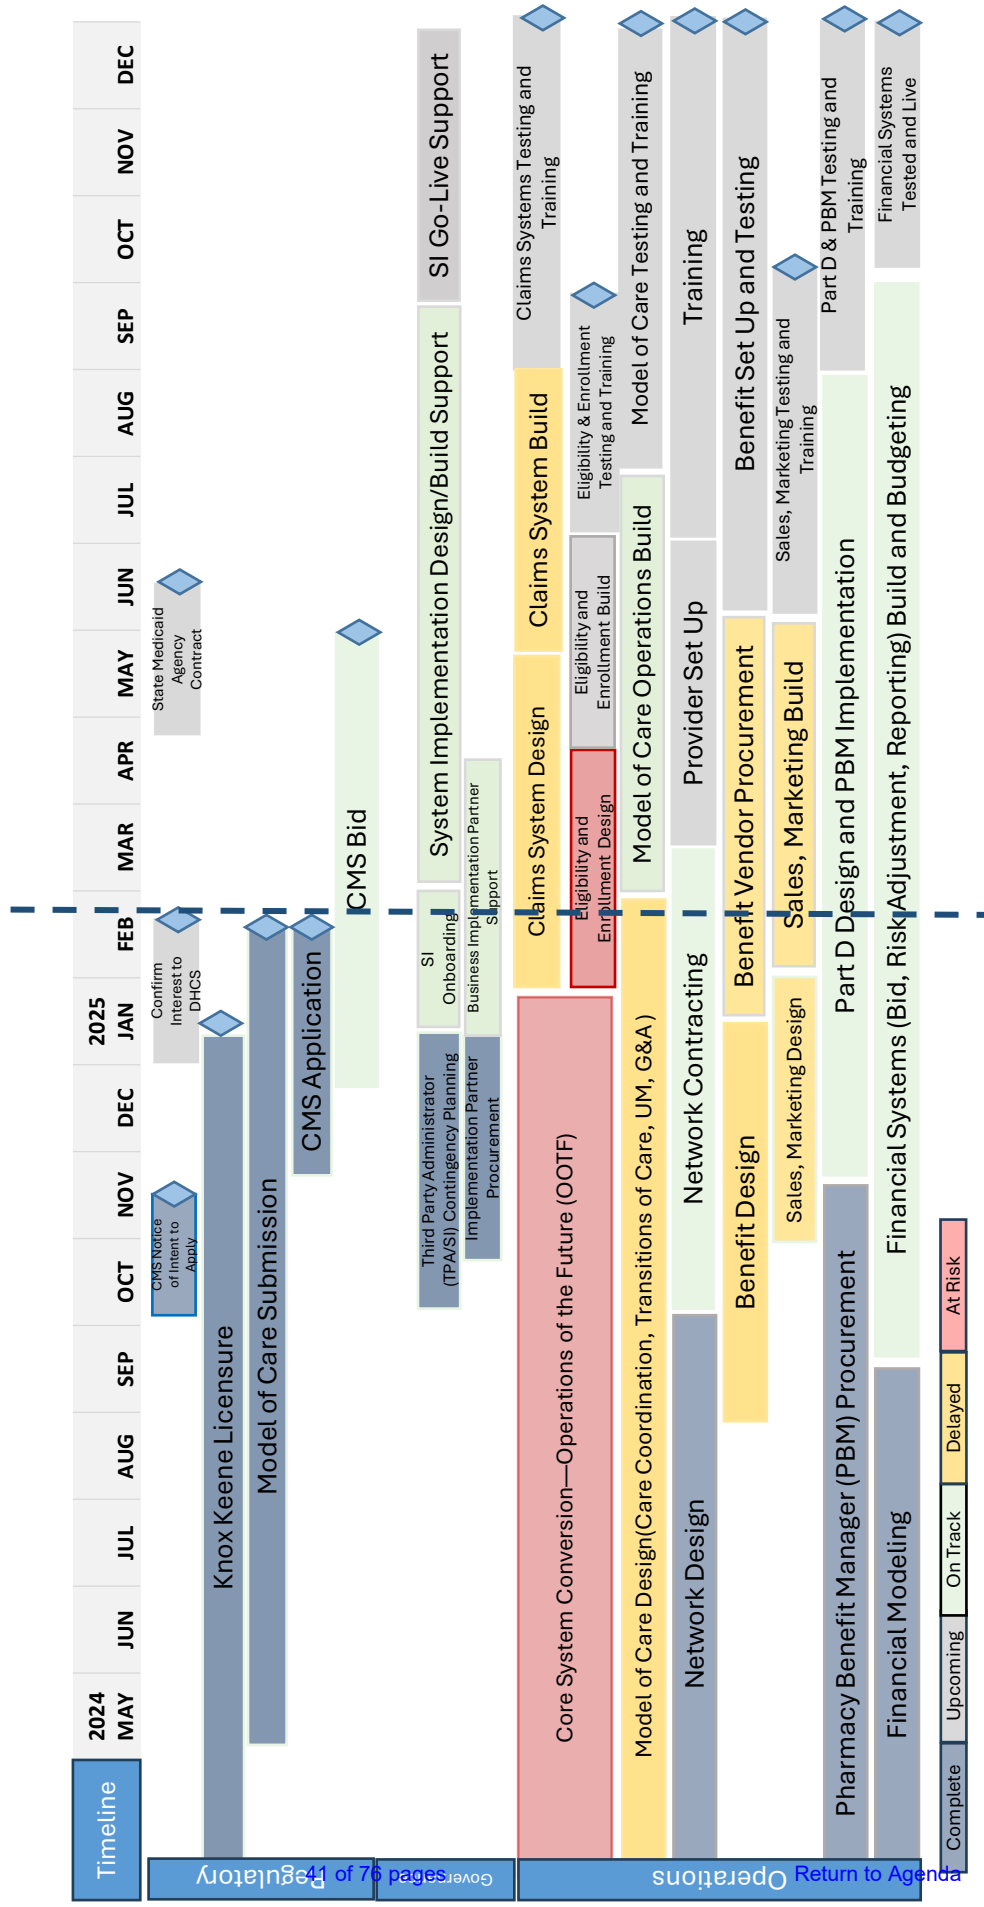 Timeline
2024
MAY
JUN
JUL
AUG
SEP
OCT
NOV
DEC
2025
JAN
FEB
MAR
APR
MAY
JUN
JUL
AUG
SEP
OCT
NOV
DEC
Regulatory
CMS Notice
of Intent to
Apply
Confirm
Interest to
DHCS
State Medicaid
Agency
Contract
Knox Keene Licensure
Model of Care Submission
CMS Application
CMS Bid
Governance
Third Party Administrator
(TPA/SI) Contingency Planning
SI
Onboarding
System Implementation Design/Build Support
SI Go-Live Support
Implementation Partner
Procurement
Business Implementation Partner
Support
Operations
Core System Conversion—Operations of the Future (OOTF)
Claims System Design
Claims System Build
Claims Systems Testing and
Training
Eligibility and
Enrollment Design
Eligibility and
Enrollment Build
Eligibility & Enrollment
Testing and Training
Model of Care Design(Care Coordination, Transitions of Care, UM, G&A )
Model of Care Operations Build
Model of Care Testing and Training
Network Design
Network Contracting
Provider Set Up
Training
Benefit Design
Benefit Vendor Procurement
Benefit Set Up and Testing
Sales, Marketing Design
Sales, Marketing Build
Sales, Marketing Testing and
Training
Pharmacy Benefit Manager (PBM) Procurement
Part D Design and PBM Implementation
Part D & PBM Testing and
Training
Financial Modeling
Financial Systems (Bid, Risk Adjustment, Reporting) Build and Budgeting
Financial Systems
Tested and Live
Complete
Upcoming
On Track
Delayed
At Risk
41 of 76 pages
Return to Agenda